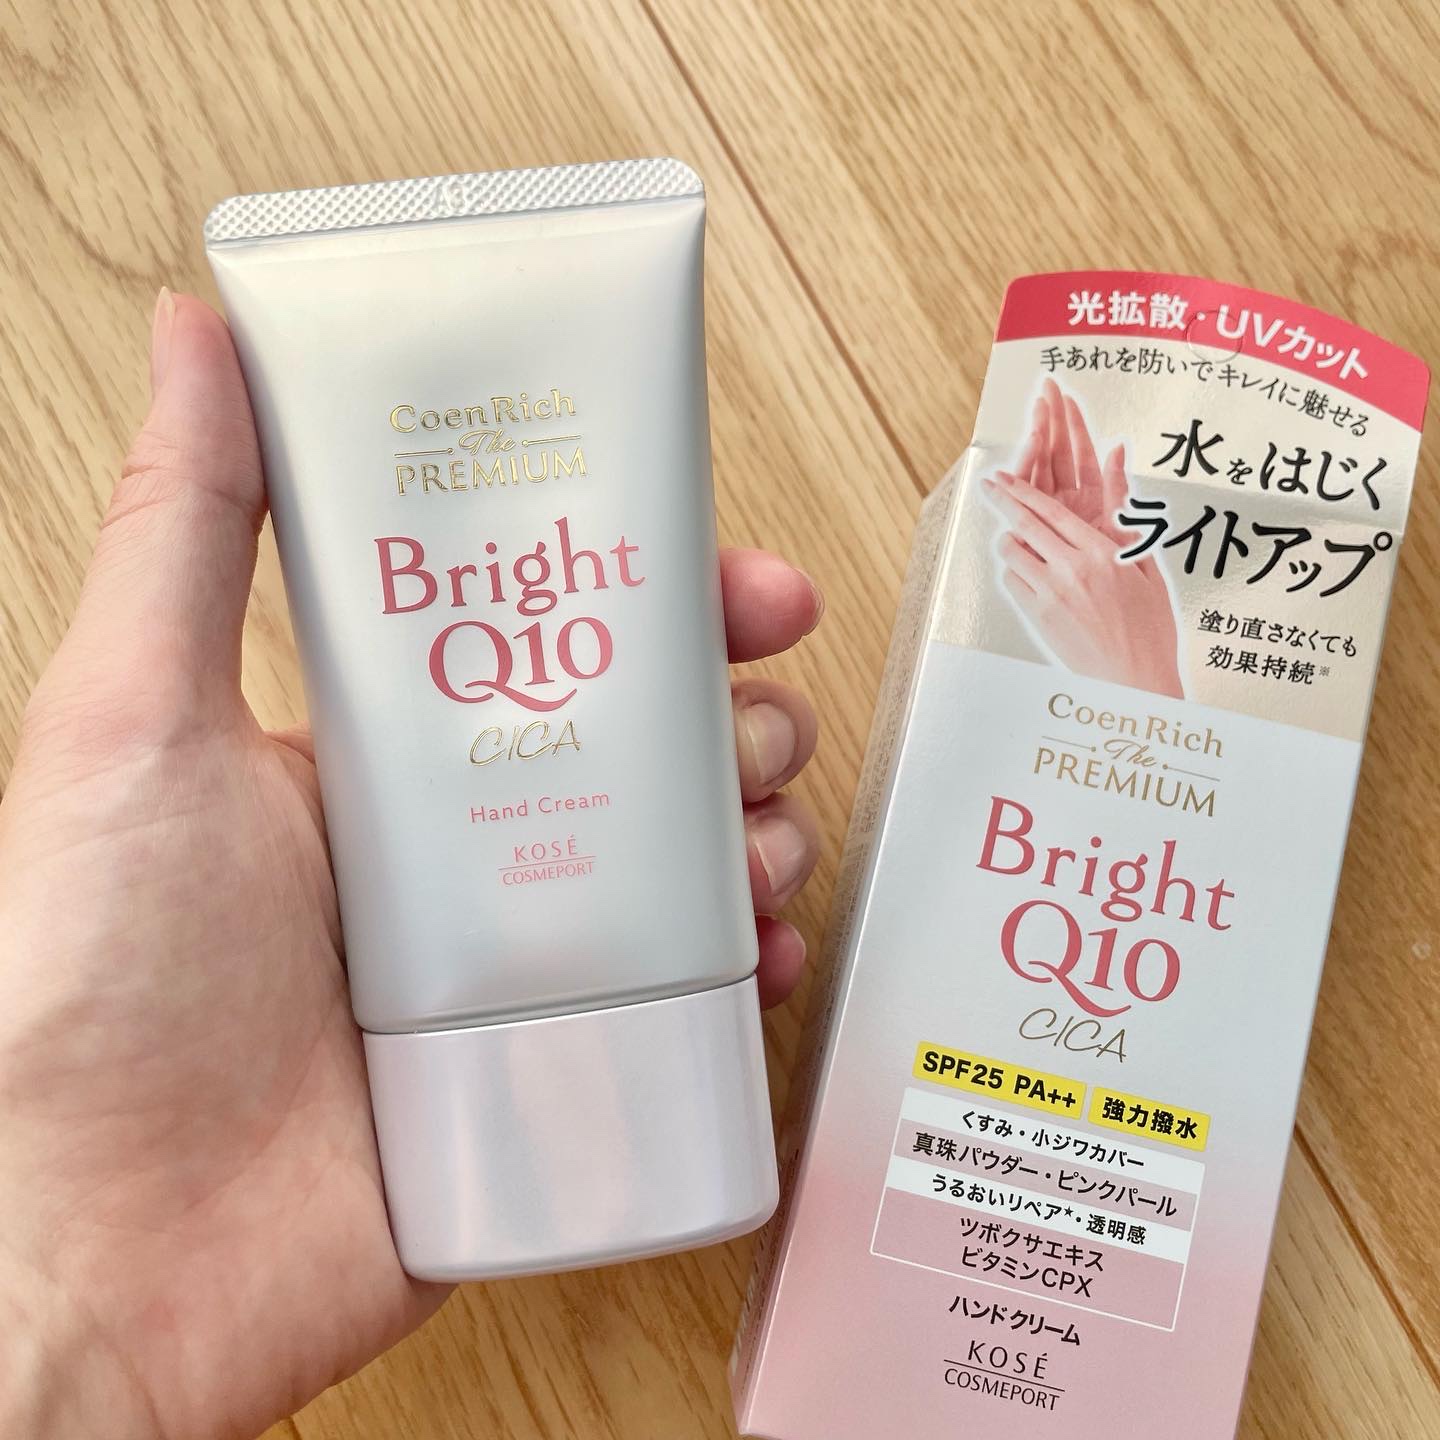 CoenRich
The
PREMIUM
Bright
Q10
CICA
Hand Cream
KOSÉ
COSMEPORT
光拡散・UVカット
手あれを防いでキレイに魅せる
水をはじく
ライトアップ
塗り直さなくても
効果持続※
CoenRich
The
PREMIUM
Bright
Q10
CICA
SPF25 PA++ 強力撥水
くすみ・小ジワカバー
真珠パウダー・ピンクパール
うるおいリペア★・透明感
ツボクサエキス
ビタミンCPX
ハンドクリーム
KOSÉ
COSMEPORT